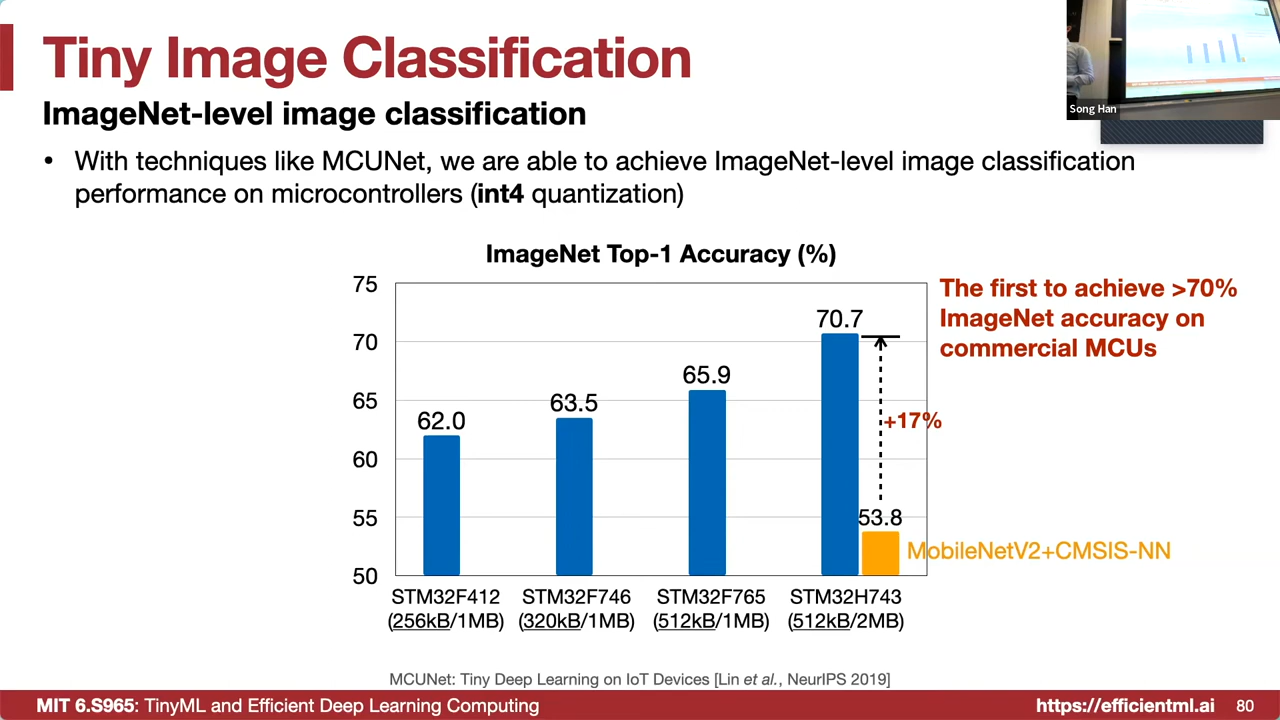 Tiny Image Classification
Song Han
ImageNet-level image classification
• With techniques like MCUNet, we are able to achieve ImageNet-level image classification
performance on microcontrollers (int4 quantization)
ImageNet Top-1 Accuracy (%)
75
70
65
60
55
50
62.0
63.5
65.9
70.7
+17%
53.8
The first to achieve >70%
ImageNet accuracy on
commercial MCUs
MobileNetV2+CMSIS-NN
STM32F412
(256kB/1MB)
STM32F746
(320kB/1MB)
STM32F765
(512kB/1MB)
STM32H743
(512kB/2MB)
MCUNet: Tiny Deep Learning on IoT Devices [Lin et al., NeurIPS 2019]
MIT 6.S965: TinyML and Efficient Deep Learning Computing
https://efficientml.ai
80